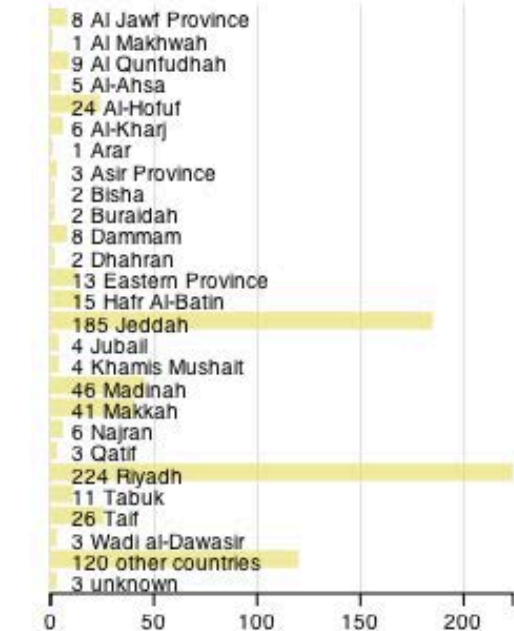 8 Al Jawf Province
1 Al Makhwah
9 Al Qunfudhah
5 Al-Ahsa
24 Al-Hofuf
6 Al-Kharj
1 Arar
3 Asir Province
2 Bisha
2 Buraidah
8 Dammam
2 Dhahran
13 Eastern Province
15 Hafr Al-Batin
185 Jeddah
4 Jubail
4 Khamis Mushait
46 Madinah
41 Makkah
6 Najran
3 Qatif
224 Riyadh
11 Tabuk
26 Taif
3 Wadi al-Dawasir
120 other countries
3 unknown
0 50 100 150 200